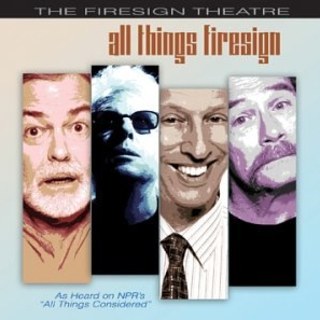 THE FIRESIGN THEATRE
all things firesign
As Heard on NPR's
"All Things Considered"